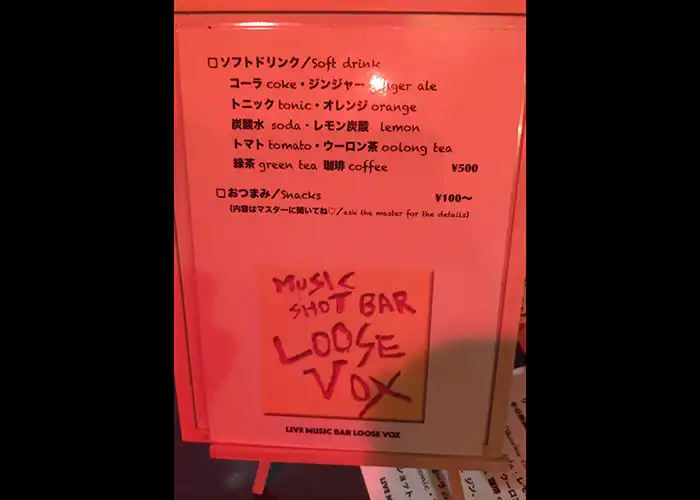 □ソフトドリンク/Soft drink
コーラ coke・ジンジャー ginger ale
トニック tonic・オレンジ orange
炭酸水 soda・レモン炭酸 lemon
トマト tomato・ウーロン茶 oolong tea
緑茶 green tea 珈琲 coffee ¥500
□おつまみ/Snacks ¥100〜
(内容はマスターに聞いてね♡/ask the master for the details)
MUSIC
SHOT BAR
LOOSE
VOX
LIVE MUSIC BAR LOOSE VOX